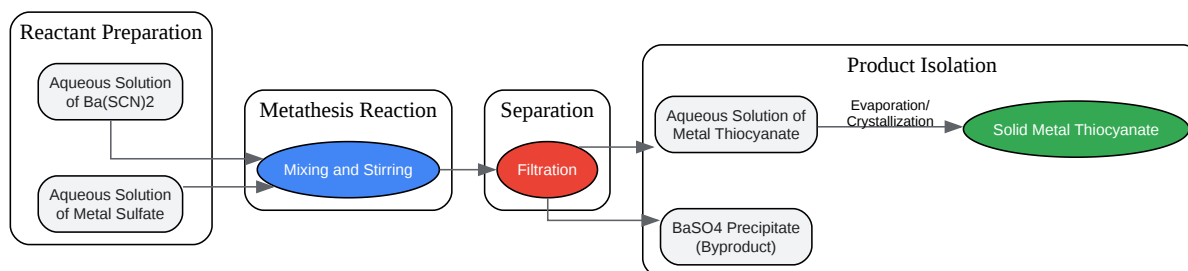 Reactant Preparation
Aqueous Solution
of Ba(SCN)2
Aqueous Solution
of Metal Sulfate
Metathesis Reaction
Mixing and Stirring
Separation
Filtration
Product Isolation
Aqueous Solution of
Metal Thiocyanate
Evaporation/
Crystallization
Solid Metal Thiocyanate
BaSO4 Precipitate
(Byproduct)